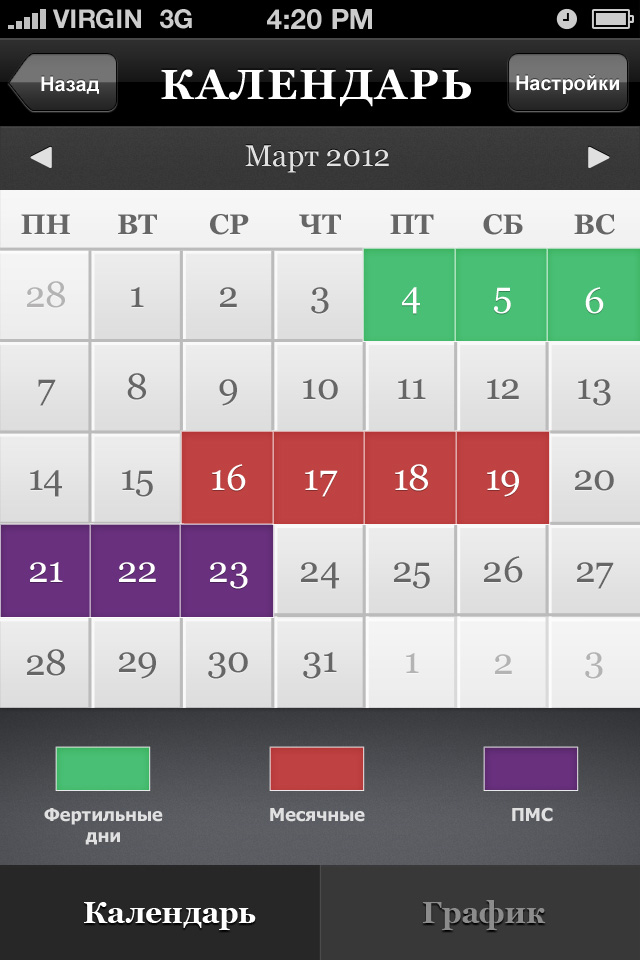 VIRGIN 3G 4:20 PM
Назад КАЛЕНДАРЬ Настройки
Март 2012
ПН ВТ СР ЧТ ПТ СБ ВС
28 1 2 3 4 5 6
7 8 9 10 11 12 13
14 15 16 17 18 19 20
21 22 23 24 25 26 27
28 29 30 31 1 2 3
Фертильные
дни
Месячные
ПМС
Календарь График